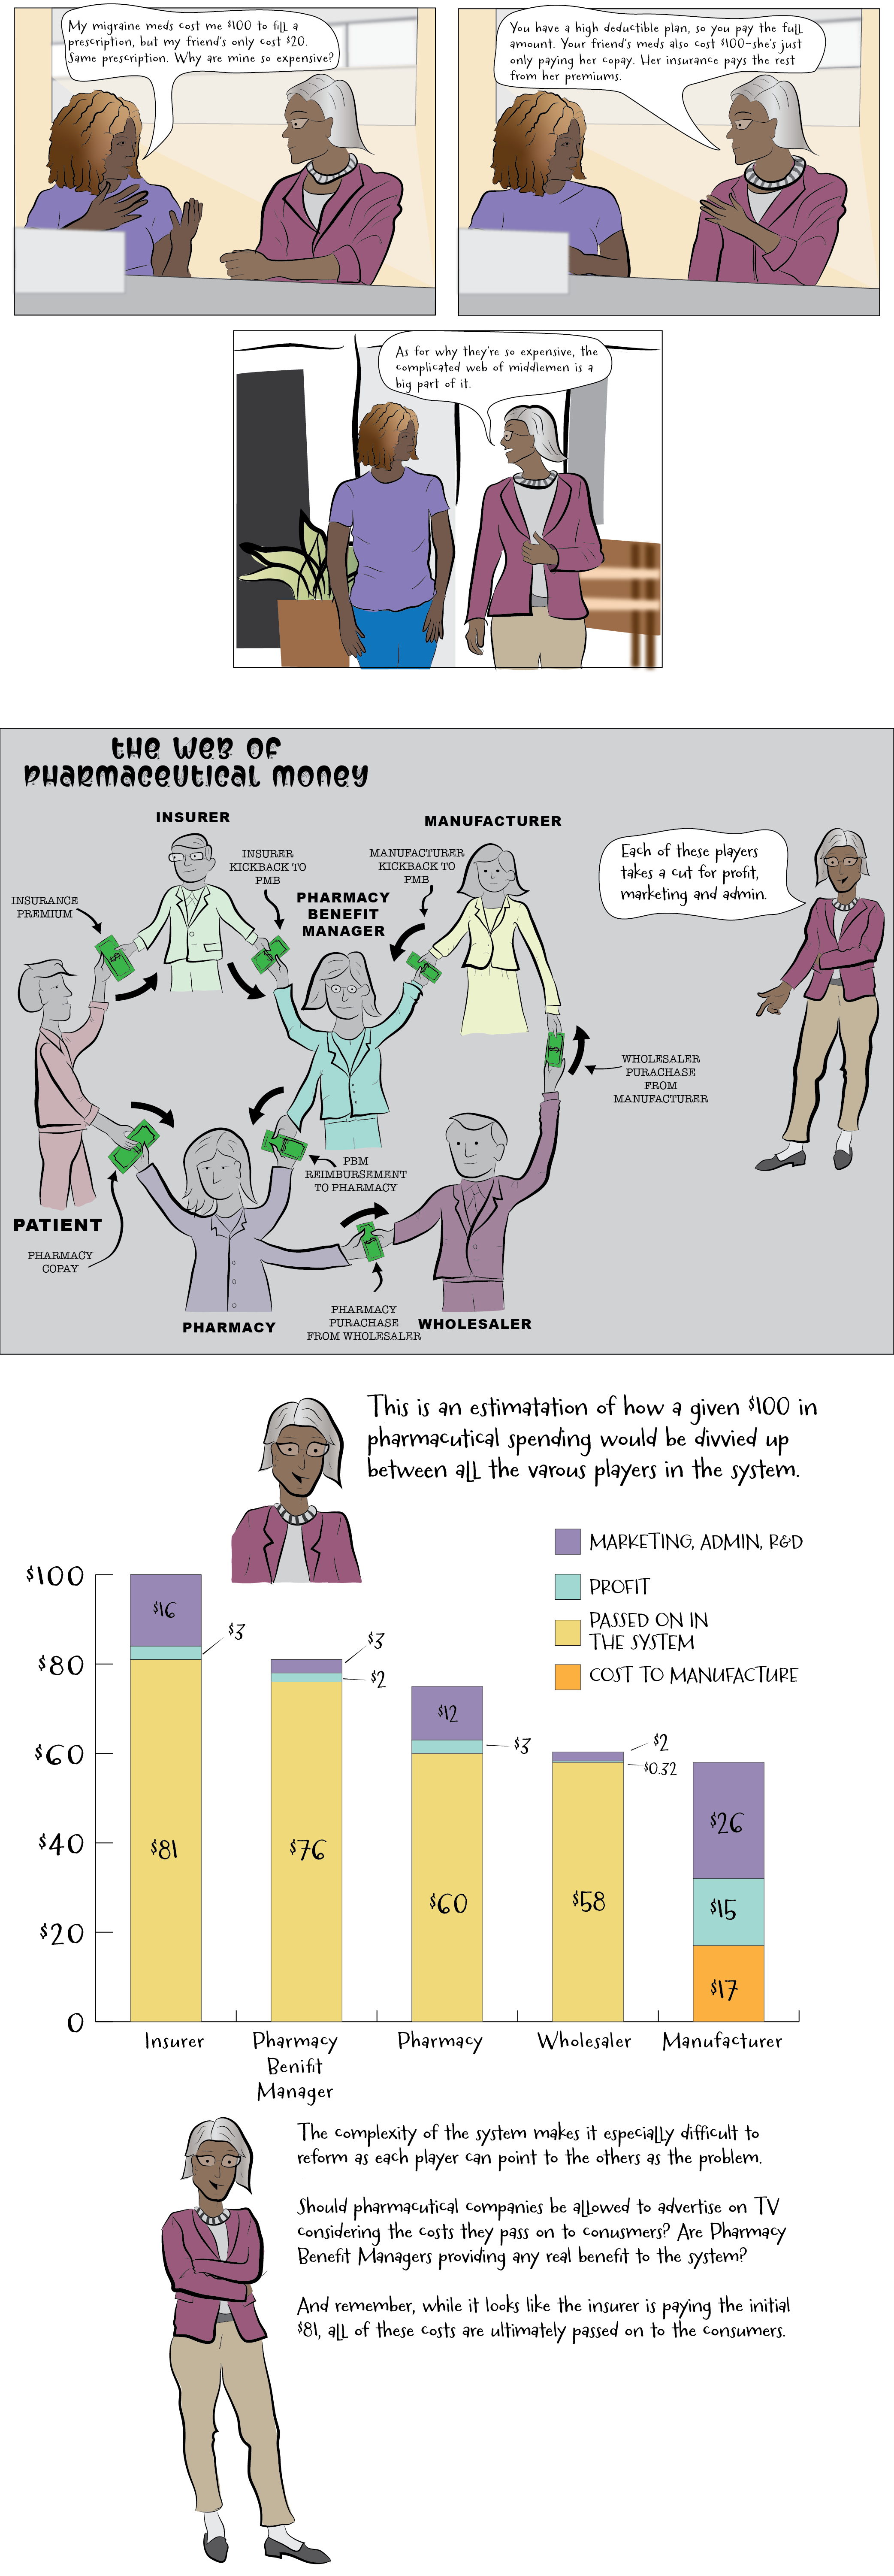 My migraine meds cost me $100 to fill a
prescription, but my friend's only cost $20.
Same prescription. Why are mine so expensive?
You have a high deductible plan, so you pay the full
amount. Your friend's meds also cost $100-she's just
only paying her copay. Her insurance pays the rest
from her premiums.
As for why they're so expensive, the
complicated web of middlemen is a
big part of it.
THE WEB OF
PHARMACEUTICAL MONEY
INSURER
MANUFACTURER
INSURER
KICKBACK TO
PMB
MANUFACTURER
KICKBACK TO
PMB
Each of these players
takes a cut for profit,
marketing and admin.
INSURANCE
PREMIUM
PHARMACY
BENEFIT
MANAGER
WHOLESALER
PURACHASE
FROM
MANUFACTURER
PBM
REIMBURSEMENT
TO PHARMACY
PATIENT
PHARMACY
COPAY
PHARMACY
PURACHASE
FROM WHOLESALER
WHOLESALER
PHARMACY
This is an estimatation of how a given $100 in
pharmacutical spending would be divvied up
between all the varous players in the system.
MARKETING, ADMIN, R&D
PROFIT
PASSED ON IN
THE SYSTEM
COST TO MANUFACTURE
$100
$80
$60
$40
$20
0
$16
$3
$81
$3
$2
$76
$12
$3
$60
$2
$0.32
$58
$26
$15
$17
Insurer
Pharmacy
Benifit
Manager
Pharmacy
Wholesaler
Manufacturer
The complexity of the system makes it especially difficult to
reform as each player can point to the others as the problem.
Should pharmacutical companies be allowed to advertise on TV
considering the costs they pass on to conusmers? Are Pharmacy
Benefit Managers providing any real benefit to the system?
And remember, while it looks like the insurer is paying the initial
$81, all of these costs are ultimately passed on to the consumers.